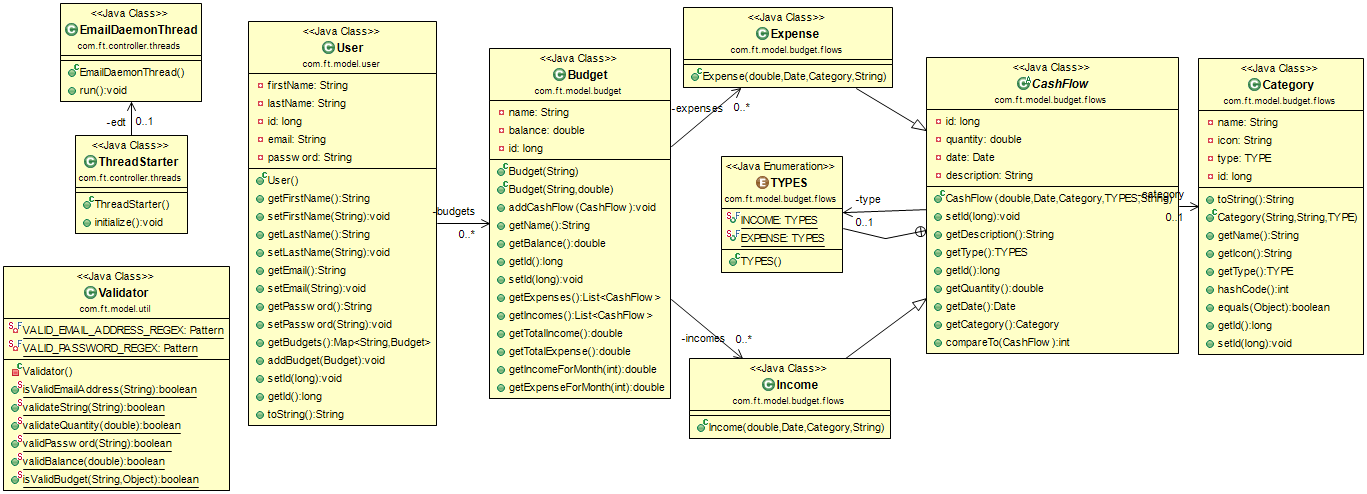 <<Java Class>>
EmailDaemonThread
com.ft.controller.threads
EmailDaemonThread()
run():void
-edt
0..1
<<Java Class>>
ThreadStarter
com.ft.controller.threads
ThreadStarter()
initialize():void
<<Java Class>>
Validator
com.ft.model.util
VALID_EMAIL_ADDRESS_REGEX: Pattern
VALID_PASSWORD_REGEX: Pattern
Validator()
isValidEmailAddress(String):boolean
validateString(String):boolean
validateQuantity(double):boolean
validPassword(String):boolean
validBalance(double):boolean
isValidBudget(String,Object):boolean
<<Java Class>>
User
com.ft.model.user
firstName: String
lastName: String
id: long
email: String
password: String
User()
getFirstName():String
setFirstName(String):void
getLastName():String
setLastName(String):void
getEmail():String
setEmail(String):void
getPassword():String
setPassword(String):void
getBudgets():Map<String,Budget>
addBudget(Budget):void
setId(long):void
getId():long
toString():String
-budgets
0..*
<<Java Class>>
Budget
com.ft.model.budget
name: String
balance: double
id: long
Budget(String)
Budget(String,double)
addCashFlow(CashFlow):void
getName():String
getBalance():double
getId():long
setId(long):void
getExpenses():List<CashFlow>
getIncomes():List<CashFlow>
getTotalIncome():double
getTotalExpense():double
getIncomeForMonth(int):double
getExpenseForMonth(int):double
-expenses
0..*
-incomes
0..*
<<Java Class>>
Expense
com.ft.model.budget.flows
Expense(double,Date,Category,String)
<<Java Enumeration>>
TYPES
com.ft.model.budget.flows
INCOME: TYPES
EXPENSE: TYPES
TYPES()
-type
0..1
<<Java Class>>
Income
com.ft.model.budget.flows
Income(double,Date,Category,String)
<<Java Class>>
CashFlow
com.ft.model.budget.flows
id: long
quantity: double
date: Date
description: String
CashFlow(double,Date,Category,TYPES,String)
setId(long):void
getDescription():String
getType():TYPES
getId():long
getQuantity():double
getDate():Date
getCategory():Category
compareTo(CashFlow):int
-category
0..1
<<Java Class>>
Category
com.ft.model.budget.flows
name: String
icon: String
type: TYPE
id: long
toString():String
Category(String,String,TYPE)
getName():String
getIcon():String
getType():TYPE
hashCode():int
equals(Object):boolean
getId():long
setId(long):void